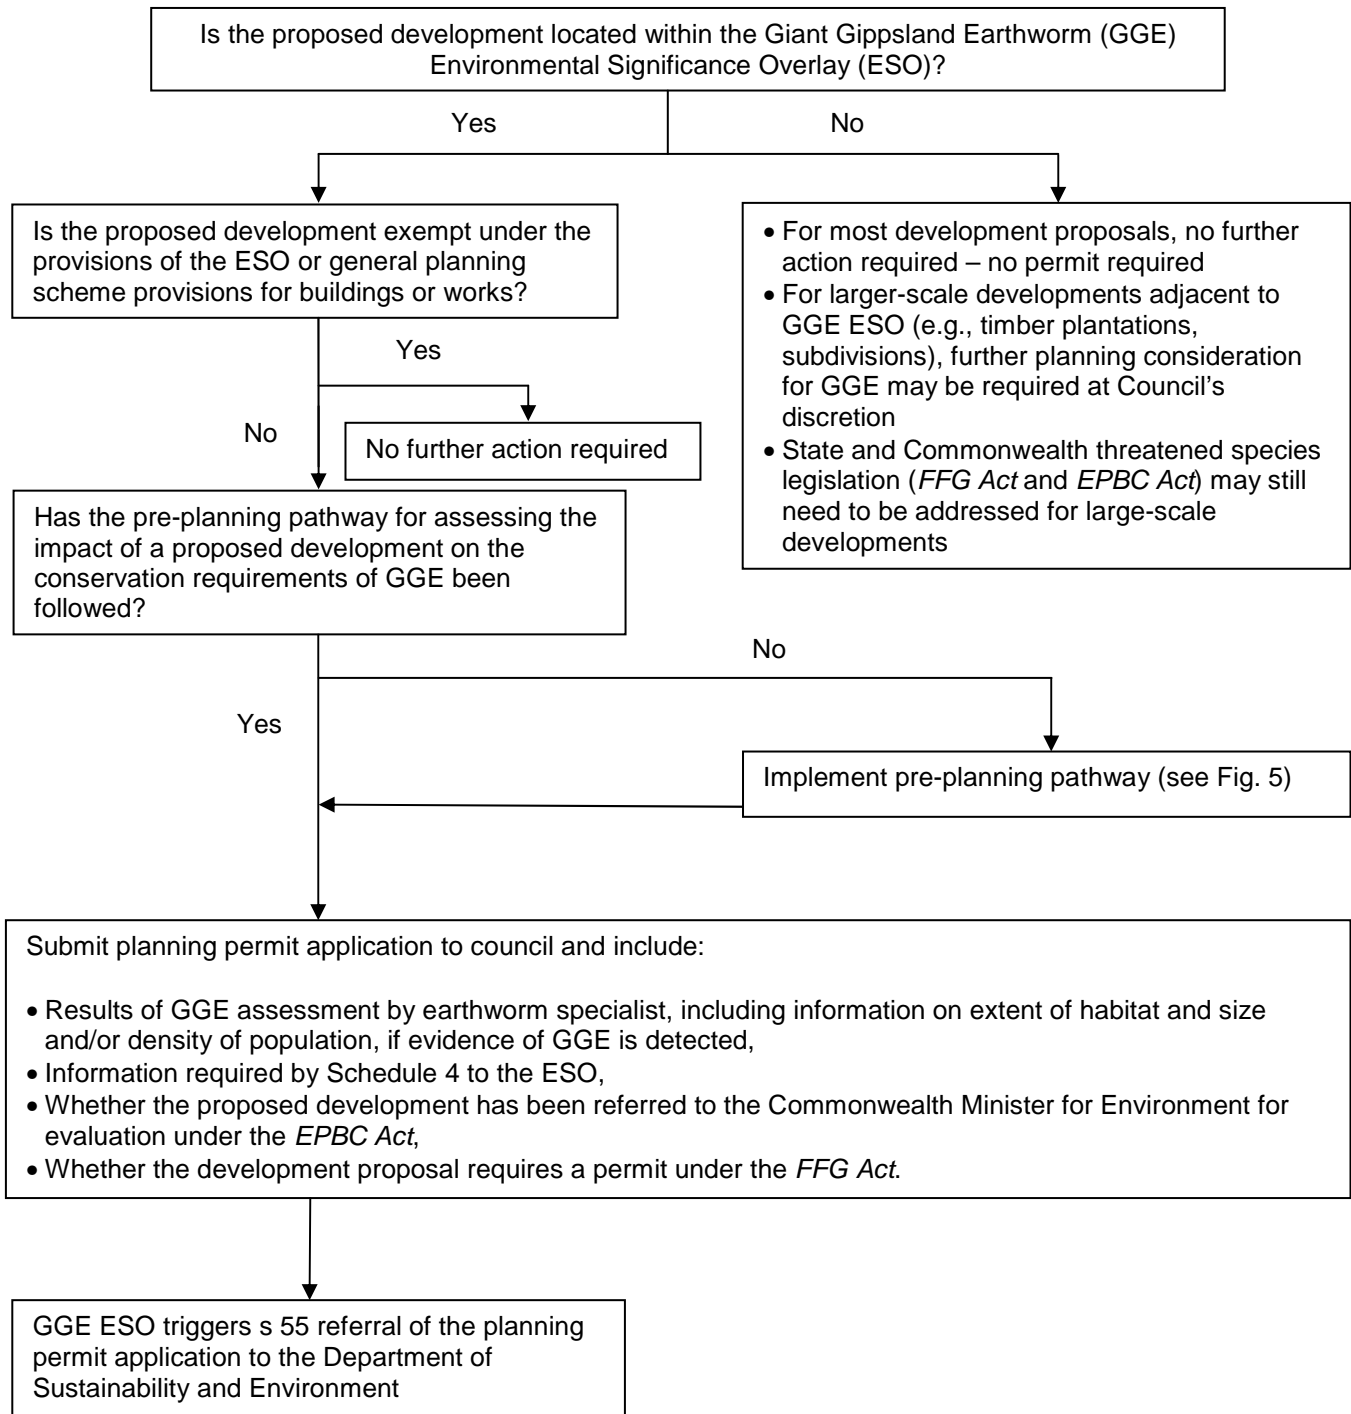 Is the proposed development located within the Giant Gippsland Earthworm (GGE)
Environmental Significance Overlay (ESO)?
Yes
No
Is the proposed development exempt under the
provisions of the ESO or general planning
scheme provisions for buildings or works?
• For most development proposals, no further
action required – no permit required
• For larger-scale developments adjacent to
GGE ESO (e.g., timber plantations,
subdivisions), further planning consideration
for GGE may be required at Council's
discretion
• State and Commonwealth threatened species
legislation (FFG Act and EPBC Act) may still
need to be addressed for large-scale
developments
Yes
No
No further action required
Has the pre-planning pathway for assessing the
impact of a proposed development on the
conservation requirements of GGE been
followed?
No
Yes
Implement pre-planning pathway (see Fig. 5)
Submit planning permit application to council and include:
• Results of GGE assessment by earthworm specialist, including information on extent of habitat and size
and/or density of population, if evidence of GGE is detected,
• Information required by Schedule 4 to the ESO,
• Whether the proposed development has been referred to the Commonwealth Minister for Environment for
evaluation under the EPBC Act,
• Whether the development proposal requires a permit under the FFG Act.
GGE ESO triggers s 55 referral of the planning
permit application to the Department of
Sustainability and Environment